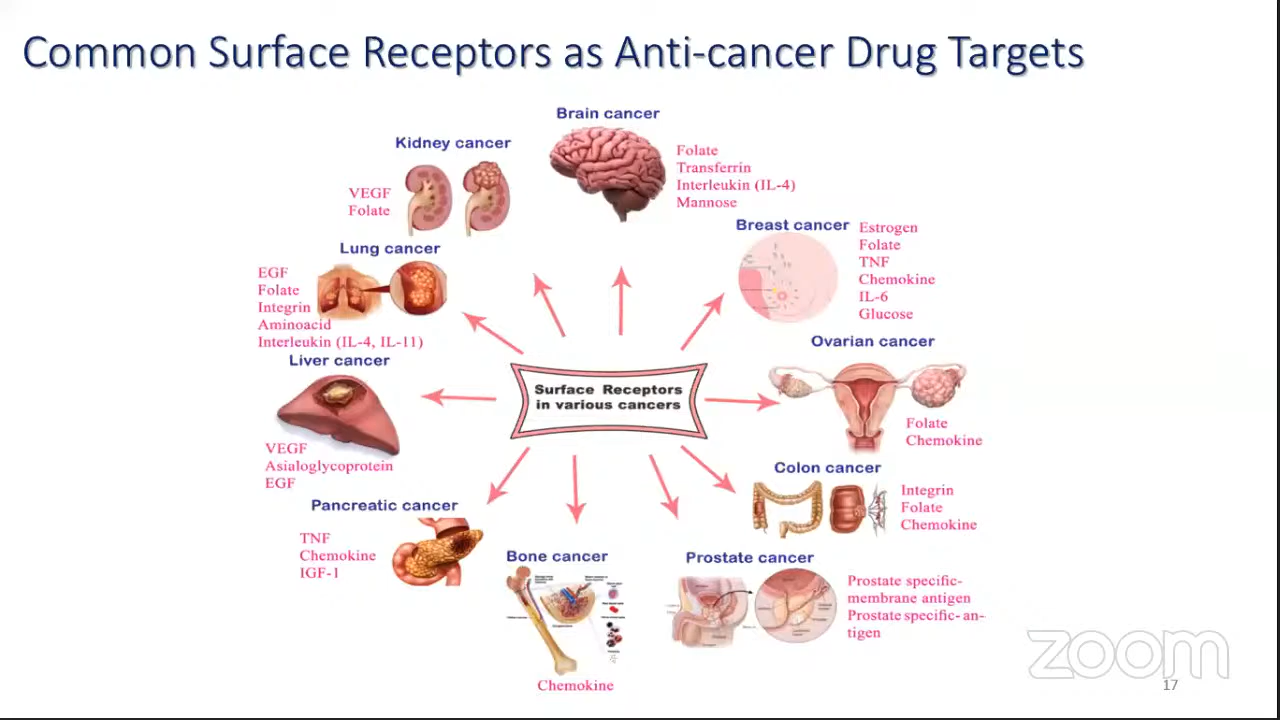 Common Surface Receptors as Anti-cancer Drug Targets
Brain cancer
Folate
Transferrin
Interleukin (IL-4)
Mannose
Kidney cancer
VEGF
Folate
Breast cancer
Estrogen
Folate
TNF
Chemokine
IL-6
Glucose
Lung cancer
EGF
Folate
Integrin
Aminoacid
Interleukin (IL-4, IL-11)
Ovarian cancer
Folate
Chemokine
Surface Receptors
in various cancers
Liver cancer
VEGF
Asialoglycoprotein
EGF
Colon cancer
Integrin
Folate
Chemokine
Pancreatic cancer
TNF
Chemokine
IGF-1
Bone cancer
Chemokine
Prostate cancer
Prostate specific-
membrane antigen
Prostate specific- an-
tigen
zoom
17